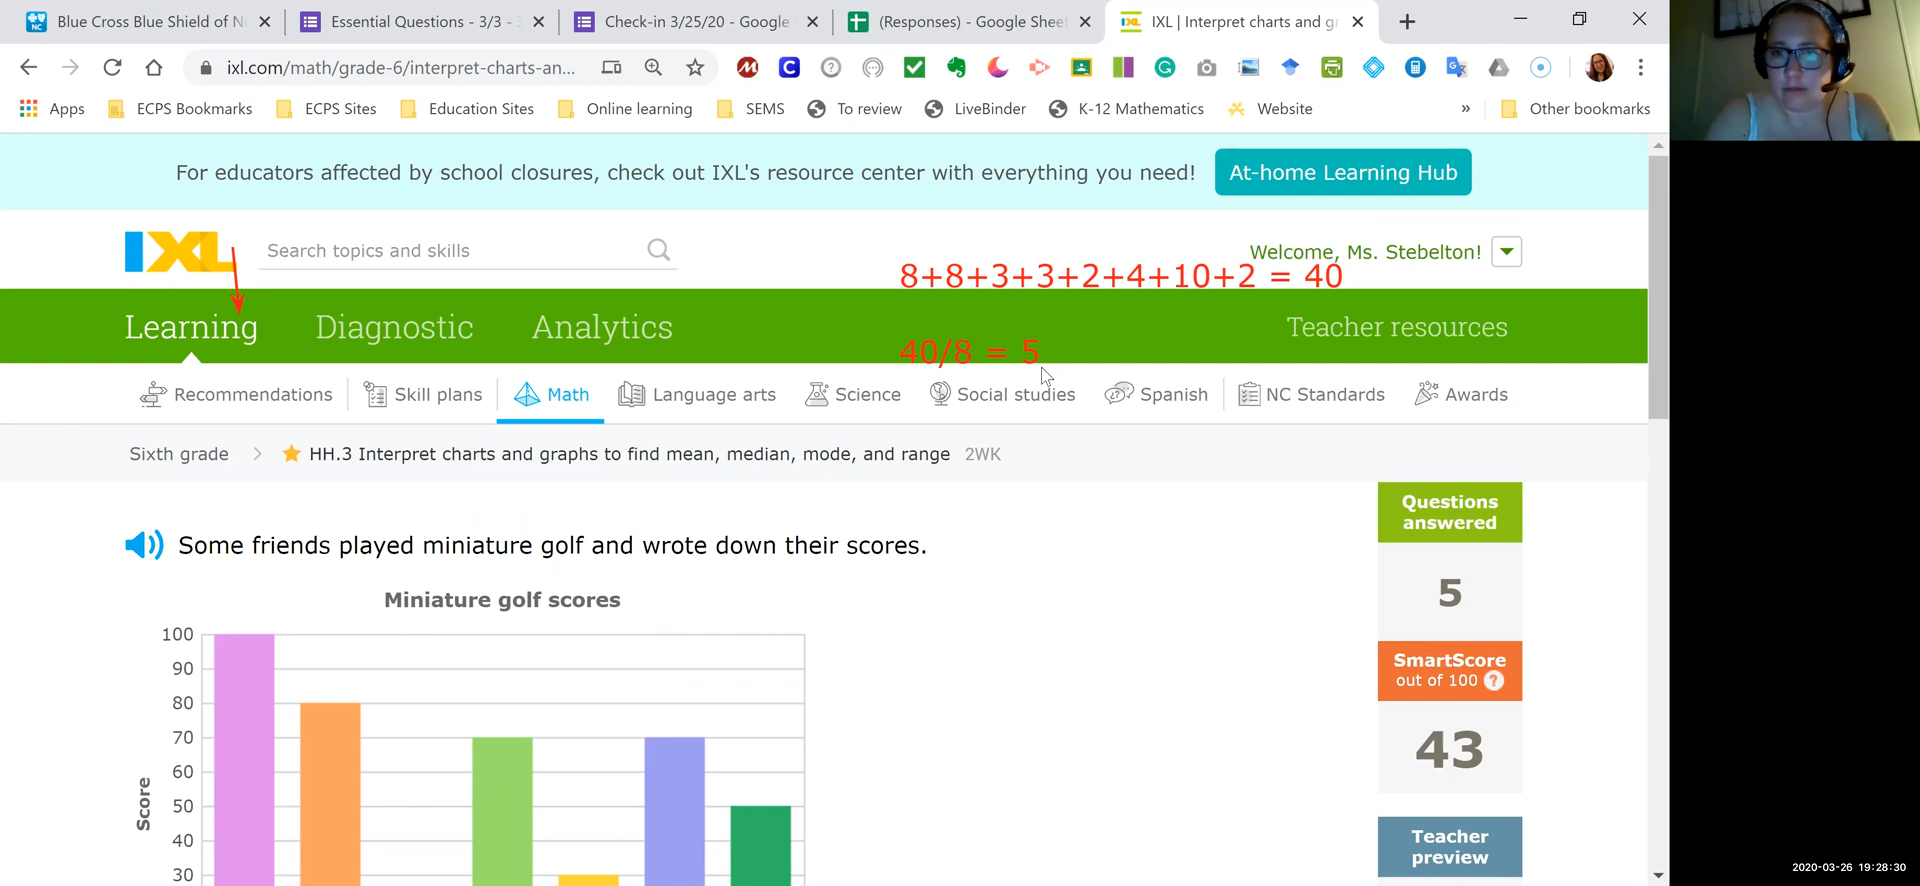 Blue Cross Blue Shield of N
Essential Questions - 3/3 -
Check-in 3/25/20 - Google
(Responses) - Google Shee
IXL | Interpret charts and g
ixl.com/math/grade-6/interpret-charts-an...
Apps
ECPS Bookmarks
ECPS Sites
Education Sites
Online learning
SEMS
To review
LiveBinder
K-12 Mathematics
Website
»
Other bookmarks
For educators affected by school closures, check out IXL's resource center with everything you need!
At-home Learning Hub
IXL
Search topics and skills
Welcome, Ms. Stebelton!
8+8+3+3+2+4+10+2 = 40
Learning
Diagnostic
Analytics
Teacher resources
40/8 = 5
Recommendations
Skill plans
Math
Language arts
Science
Social studies
Spanish
NC Standards
Awards
Sixth grade
HH.3 Interpret charts and graphs to find mean, median, mode, and range 2WK
Questions answered
5
Some friends played miniature golf and wrote down their scores.
Miniature golf scores
100
90
80
70
60
50
40
30
Score
SmartScore
out of 100 ?
43
Teacher preview
2020-03-26 19:28:30